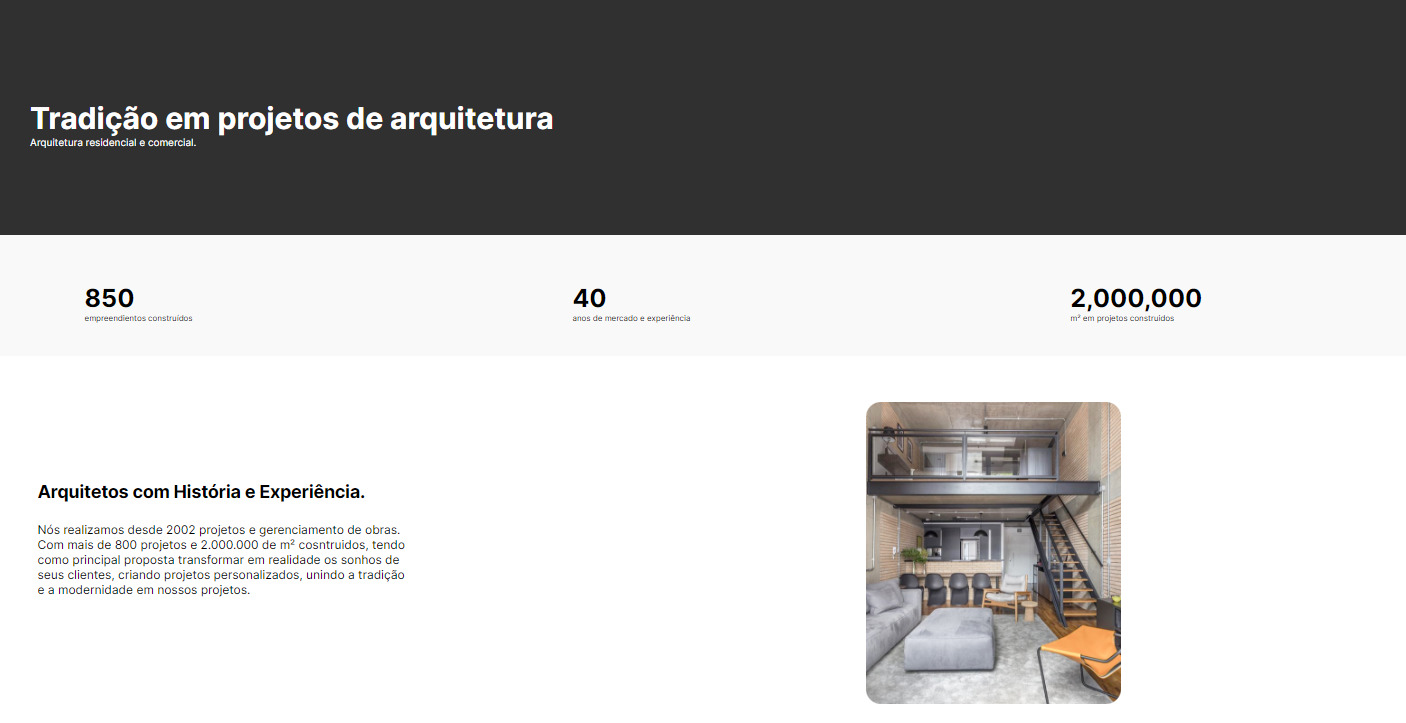 Tradição em projetos de arquitetura
Arquitetura residencial e comercial.
850
empreendientos construídos
40
anos de mercado e experiência
2,000,000
m² em projetos construidos
Arquitetos com História e Experiência.
Nós realizamos desde 2002 projetos e gerenciamento de obras.
Com mais de 800 projetos e 2.000.000 de m² cosntruidos, tendo
como principal proposta transformar em realidade os sonhos de
seus clientes, criando projetos personalizados, unindo a tradição
e a modernidade em nossos projetos.